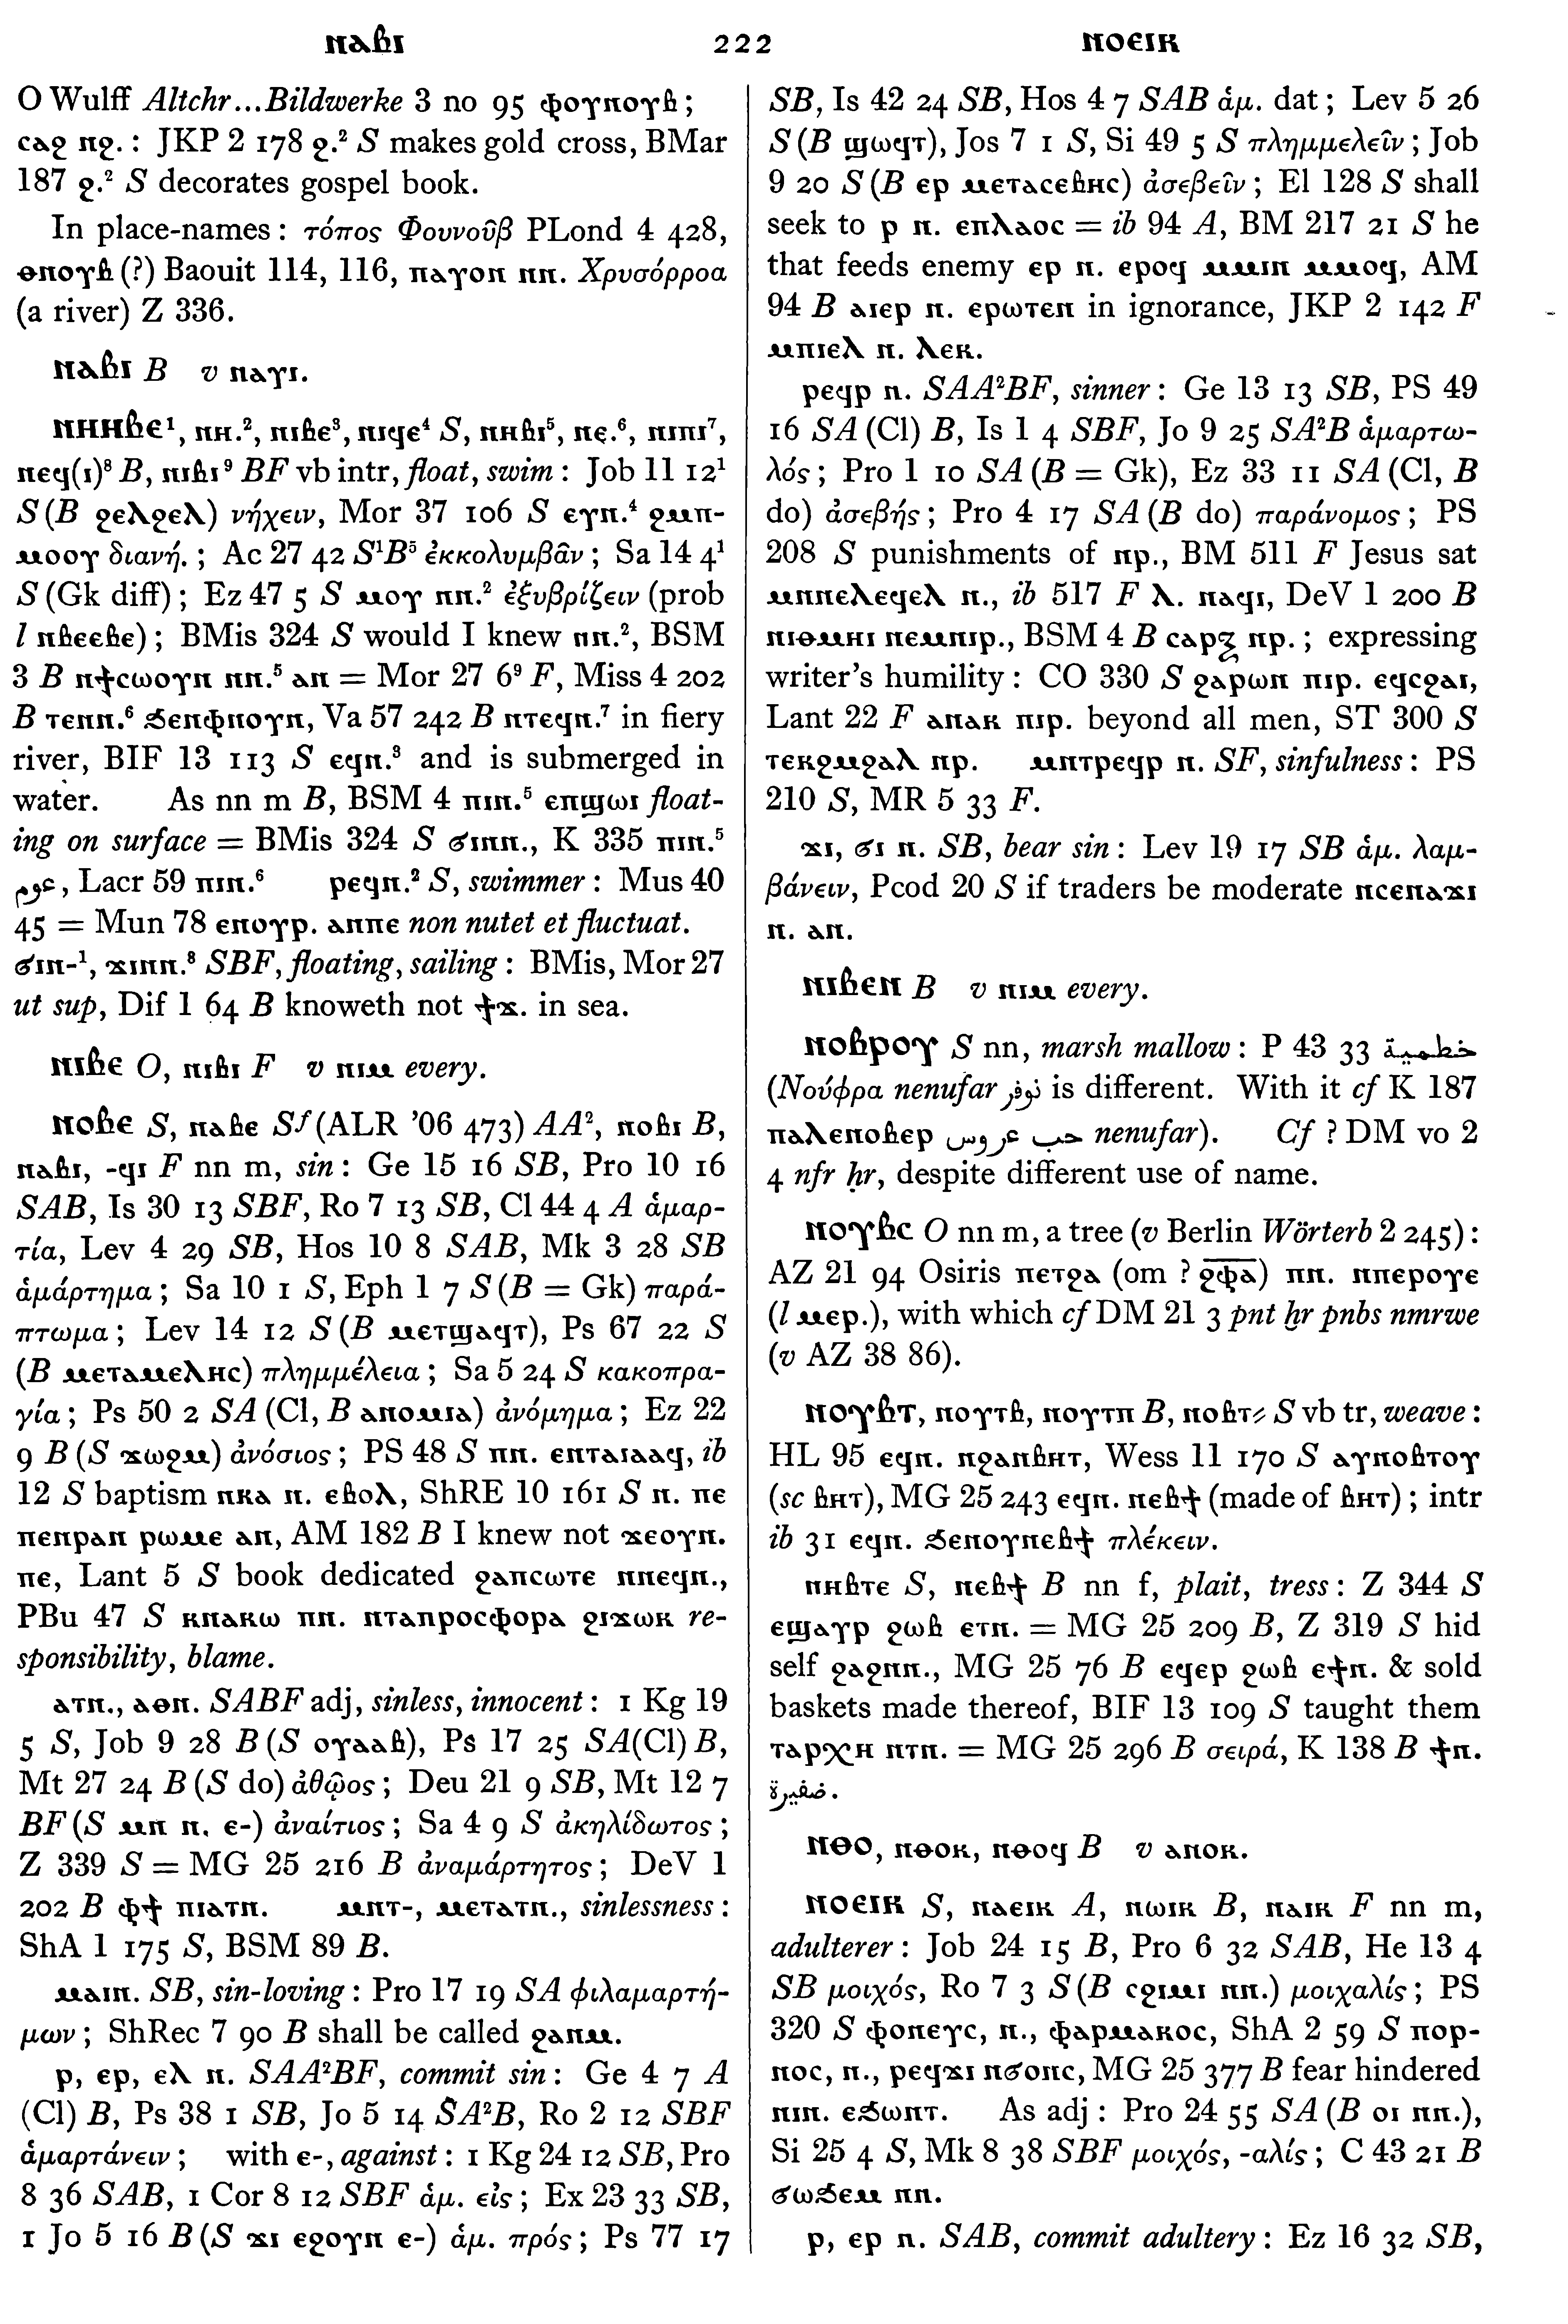 ⲛⲁⲃⲓ 222 ⲛⲟⲉⲓⲕ
O Wulff Altchr...Bildwerke 3 no 95 ⲫⲟⲩⲛⲟⲩⲃ;
ⲥⲁϩ ⲛϩ. : JKP 2 178 ϩ.² S makes gold cross, BMar
187 ϩ.² S decorates gospel book.
In place-names : τόπος Φουνοῦβ PLond 4 428,
ⲑⲛⲟⲩⲃ (?) Baouit 114, 116, ⲡⲁⲩⲟⲛ ⲛⲛ. Χρυσόρροα
(a river) Z 336.
ⲛⲁⲃⲓ B v ⲛⲁⲩⲓ.
ⲛⲏⲏⲃⲉ¹, ⲛⲏ.², ⲛⲓⲃⲉ³, ⲛⲓϥⲉ⁴ S, ⲛⲏⲃⲓ⁵, ⲛⲉ.⁶, ⲛⲓⲡⲓ⁷,
ⲛⲉϥ(ⲓ)⁸ B, ⲛⲓⲃⲓ⁹ BF vb intr, float, swim : Job 11 12¹
S (B ϩⲉⲗϩⲉⲗ) νήχειν, Mor 37 106 S ⲉⲩⲛ.⁴ ϩⲙⲡ-
ⲙⲟⲟⲩ διανή. ; Ac 27 42 S¹B⁵ ἐκκολυμβᾶν ; Sa 14 4¹
S (Gk diff) ; Ez 47 5 S ⲙⲟⲩ ⲛⲛ.² ἐξυβρίζειν (prob
l ⲛⲃⲉⲉⲃⲉ) ; BMis 324 S would I knew ⲛⲛ.², BSM
3 B ⲛϯⲥⲱⲟⲩⲛ ⲛⲛ.⁵ ⲁⲛ = Mor 27 6⁹ F, Miss 4 202
B ⲧⲉⲛⲛ.⁶ ϧⲉⲛⲫⲛⲟⲩⲛ, Va 57 242 B ⲛⲧⲉϥⲛ.⁷ in fiery
river, BIF 13 113 S ⲉϥⲛ.³ and is submerged in
water. As nn m B, BSM 4 ⲡⲓⲛ.⁵ ⲉⲡϣⲱⲓ float-
ing on surface = BMis 324 S ϭⲓⲛⲛ., K 335 ⲡⲓⲛ.⁵
عوم, Lacr 59 ⲡⲓⲛ.⁶ ⲣⲉϥⲛ.² S, swimmer : Mus 40
45 = Mun 78 ⲉⲛⲟⲩⲣ. ⲁⲛⲡⲉ non nutet et fluctuat.
ϭⲓⲛ-¹, ϫⲓⲛⲛ.⁸ SBF, floating, sailing : BMis, Mor 27
ut sup, Dif 1 64 B knoweth not ϯϫ. in sea.
ⲛⲓⲃⲉ O, ⲛⲓⲃⲓ F v ⲛⲓⲙ every.
ⲛⲟⲃⲉ S, ⲛⲁⲃⲉ Sf (ALR ’06 473) AA², ⲛⲟⲃⲓ B,
ⲛⲁⲃⲓ, -ϥⲓ F nn m, sin : Ge 15 16 SB, Pro 10 16
SAB, Is 30 13 SBF, Ro 7 13 SB, Cl 44 4 A ἁμαρ-
τία, Lev 4 29 SB, Hos 10 8 SAB, Mk 3 28 SB
ἁμάρτημα ; Sa 10 1 S, Eph 1 7 S (B = Gk) παρά-
πτωμα ; Lev 14 12 S (B ⲙⲉⲧϣⲁϥⲧ), Ps 67 22 S
(B ⲙⲉⲧⲁⲙⲉⲗⲏⲥ) πλημμέλεια ; Sa 5 24 S κακοπρα-
γία ; Ps 50 2 SA (Cl, B ⲁⲛⲟⲙⲓⲁ) ἀνόμημα ; Ez 22
9 B (S ϫⲱϩⲙ) ἀνόσιος ; PS 48 S ⲛⲛ. ⲉⲛⲧⲁⲓⲁⲁϥ, ib
12 S baptism ⲛⲕⲁ ⲛ. ⲉⲃⲟⲗ, ShRE 10 161 S ⲛ. ⲡⲉ
ⲡⲉⲛⲣⲁⲛ ⲣⲱⲙⲉ ⲁⲛ, AM 182 B I knew not ϫⲉⲟⲩⲛ.
ⲡⲉ, Lant 5 S book dedicated ϩⲁⲡⲥⲱⲧⲉ ⲛⲛⲉϥⲛ.,
PBu 47 S ⲕⲛⲁⲕⲱ ⲡⲛ. ⲛⲧⲁⲡⲣⲟⲥⲫⲟⲣⲁ ϩⲓϫⲱⲕ re-
sponsibility, blame.
ⲁⲧⲛ., ⲁⲑⲛ. SABF adj, sinless, innocent : 1 Kg 19
5 S, Job 9 28 B (S ⲟⲩⲁⲁⲃ), Ps 17 25 SA(Cl) B,
Mt 27 24 B (S do) ἀθῷος ; Deu 21 9 SB, Mt 12 7
BF (S ⲙⲛ ⲛ. ⲉ-) ἀναίτιος ; Sa 4 9 S ἀκηλίδωτος ;
Z 339 S = MG 25 216 B ἀναμάρτητος ; DeV 1
202 B ⲫϯ ⲡⲓⲁⲧⲛ. ⲙⲛⲧ-, ⲙⲉⲧⲁⲧⲛ., sinlessness :
ShA 1 175 S, BSM 89 B.
ⲙⲁⲓⲛ. SB, sin-loving : Pro 17 19 SA φιλαμαρτή-
μων ; ShRec 7 90 B shall be called ϩⲁⲛⲙ.
ⲣ, ⲉⲣ, ⲉⲗ ⲛ. SAA²BF, commit sin : Ge 4 7 A
(Cl) B, Ps 38 1 SB, Jo 5 14 SA²B, Ro 2 12 SBF
ἁμαρτάνειν ; with ⲉ-, against : 1 Kg 24 12 SB, Pro
8 36 SAB, 1 Cor 8 12 SBF ἁμ. εἰς ; Ex 23 33 SB,
1 Jo 5 16 B (S ϫⲓ ⲉϩⲟⲩⲛ ⲉ-) ἁμ. πρός ; Ps 77 17
SB, Is 42 24 SB, Hos 4 7 SAB ἁμ. dat ; Lev 5 26
S (B ϣⲱϥⲧ), Jos 7 1 S, Si 49 5 S πλημμελεῖν ; Job
9 20 S (B ⲉⲣ ⲙⲉⲧⲁⲥⲉⲃⲏⲥ) ἀσεβεῖν ; El 128 S shall
seek to ⲣ ⲛ. ⲉⲡⲗⲁⲟⲥ = ib 94 A, BM 217 21 S he
that feeds enemy ⲉⲣ ⲛ. ⲉⲣⲟϥ ⲙⲙⲓⲛ ⲙⲙⲟϥ, AM
94 B ⲁⲓⲉⲣ ⲛ. ⲉⲣⲱⲧⲉⲛ in ignorance, JKP 2 142 F
ⲙⲡⲓⲉⲗ ⲛ. ⲗⲉⲕ.
ⲣⲉϥⲣ ⲛ. SAA²BF, sinner : Ge 13 13 SB, PS 49
16 SA (Cl) B, Is 1 4 SBF, Jo 9 25 SA²B ἁμαρτω-
λός ; Pro 1 10 SA (B = Gk), Ez 33 11 SA (Cl, B
do) ἀσεβής ; Pro 4 17 SA (B do) παράνομος ; PS
208 S punishments of ⲛⲣ., BM 511 F Jesus sat
ⲙⲛⲛⲉⲗⲉϥⲉⲗ ⲛ., ib 517 F ⲗ. ⲛⲁϥⲓ, DeV 1 200 B
ⲡⲓⲑⲙⲏⲓ ⲛⲉⲙⲡⲓⲣ., BSM 4 B ⲥⲁⲣⲝ ⲛⲣ. ; expressing
writer’s humility : CO 330 S ϩⲁⲣⲱⲛ ⲡⲓⲣ. ⲉϥⲥϩⲁⲓ,
Lant 22 F ⲁⲛⲁⲕ ⲡⲓⲣ. beyond all men, ST 300 S
ⲧⲉⲕϩⲙϩⲁⲗ ⲛⲣ. ⲙⲛⲧⲣⲉϥⲣ ⲛ. SF, sinfulness : PS
210 S, MR 5 33 F.
ϫⲓ, ϭⲓ ⲛ. SB, bear sin : Lev 19 17 SB ἁμ. λαμ-
βάνειν, Pcod 20 S if traders be moderate ⲛⲥⲉⲛⲁϫⲓ
ⲛ. ⲁⲛ.
ⲛⲓⲃⲉⲛ B v ⲛⲓⲙ every.
ⲛⲟⲃⲣⲟⲩ S nn, marsh mallow : P 43 33 خطمية
(Νούφρα nenufar نوفر is different. With it cf K 187
ⲡⲁⲗⲉⲛⲟⲃⲉⲣ حب عروس nenufar). Cf ? DM vo 2
4 nfr ḥr, despite different use of name.
ⲛⲟⲩⲃⲥ O nn m, a tree (v Berlin Wörterb 2 245) :
AZ 21 94 Osiris ⲡⲉⲧϩⲁ (om ? ϩⲫⲁ) ⲡⲛ. ⲛⲡⲉⲣⲟⲩⲉ
(l ⲙⲉⲣ.), with which cf DM 21 3 pnt ẖr pnbs nmrwe
(v AZ 38 86).
ⲛⲟⲩⲃⲧ, ⲛⲟⲩⲧⲃ, ⲛⲟⲩⲧⲡ B, ⲛⲟⲃⲧ⸗ S vb tr, weave :
HL 95 ⲉϥⲛ. ⲛϩⲁⲛⲃⲏⲧ, Wess 11 170 S ⲁⲩⲛⲟⲃⲧⲟⲩ
(sc ⲃⲏⲧ), MG 25 243 ⲉϥⲛ. ⲛⲉⲃϯ (made of ⲃⲏⲧ) ; intr
ib 31 ⲉϥⲛ. ϧⲉⲛⲟⲩⲛⲉⲃϯ πλέκειν.
ⲛⲏⲃⲧⲉ S, ⲛⲉⲃϯ B nn f, plait, tress : Z 344 S
ⲉϣⲁⲩⲣ ϩⲱⲃ ⲉⲧⲛ. = MG 25 209 B, Z 319 S hid
self ϩⲁϩⲛⲛ., MG 25 76 B ⲉϥⲉⲣ ϩⲱⲃ ⲉϯⲛ. & sold
baskets made thereof, BIF 13 109 S taught them
ⲧⲁⲣⲭⲏ ⲛⲧⲛ. = MG 25 296 B σειρά, K 138 B ϯⲛ.
ضفيرة.
ⲛⲑⲟ, ⲛⲑⲟⲕ, ⲛⲑⲟϥ B v ⲁⲛⲟⲕ.
ⲛⲟⲉⲓⲕ S, ⲛⲁⲉⲓⲕ A, ⲛⲱⲓⲕ B, ⲛⲁⲓⲕ F nn m,
adulterer : Job 24 15 B, Pro 6 32 SAB, He 13 4
SB μοιχός, Ro 7 3 S (B ⲥϩⲓⲙⲓ ⲛⲛ.) μοιχαλίς ; PS
320 S ⲫⲟⲛⲉⲩⲥ, ⲛ., ⲫⲁⲣⲙⲁⲕⲟⲥ, ShA 2 59 S ⲡⲟⲣ-
ⲛⲟⲥ, ⲛ., ⲣⲉϥϫⲓ ⲛϭⲟⲛⲥ, MG 25 377 B fear hindered
ⲡⲓⲛ. ⲉϧⲱⲛⲧ. As adj : Pro 24 55 SA (B ⲟⲓ ⲛⲛ.),
Si 25 4 S, Mk 8 38 SBF μοιχός, -αλίς ; C 43 21 B
ϭⲱϧⲉⲙ ⲛⲛ.
ⲣ, ⲉⲣ ⲛ. SAB, commit adultery : Ez 16 32 SB,